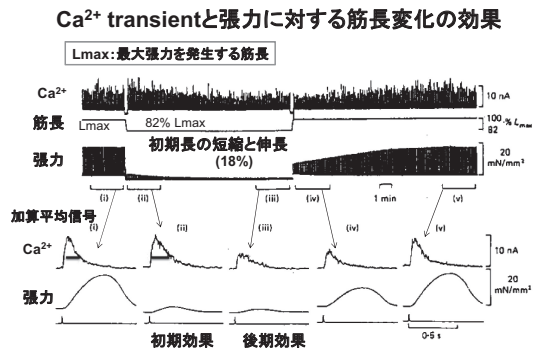 Ca²⁺ transientと張力に対する筋長変化の効果
Lmax:最大張力を発生する筋長
Ca²⁺
10 nA
筋長
Lmax
82% Lmax
100
82
% Lmax
初期長の短縮と伸長
(18%)
張力
20
mN/mm²
(i)
(ii)
(iii)
(iv)
1 min
(v)
加算平均信号
(i)
(ii)
(iii)
(iv)
(v)
Ca²⁺
10 nA
張力
20
mN/mm²
初期効果
後期効果
0·5 s